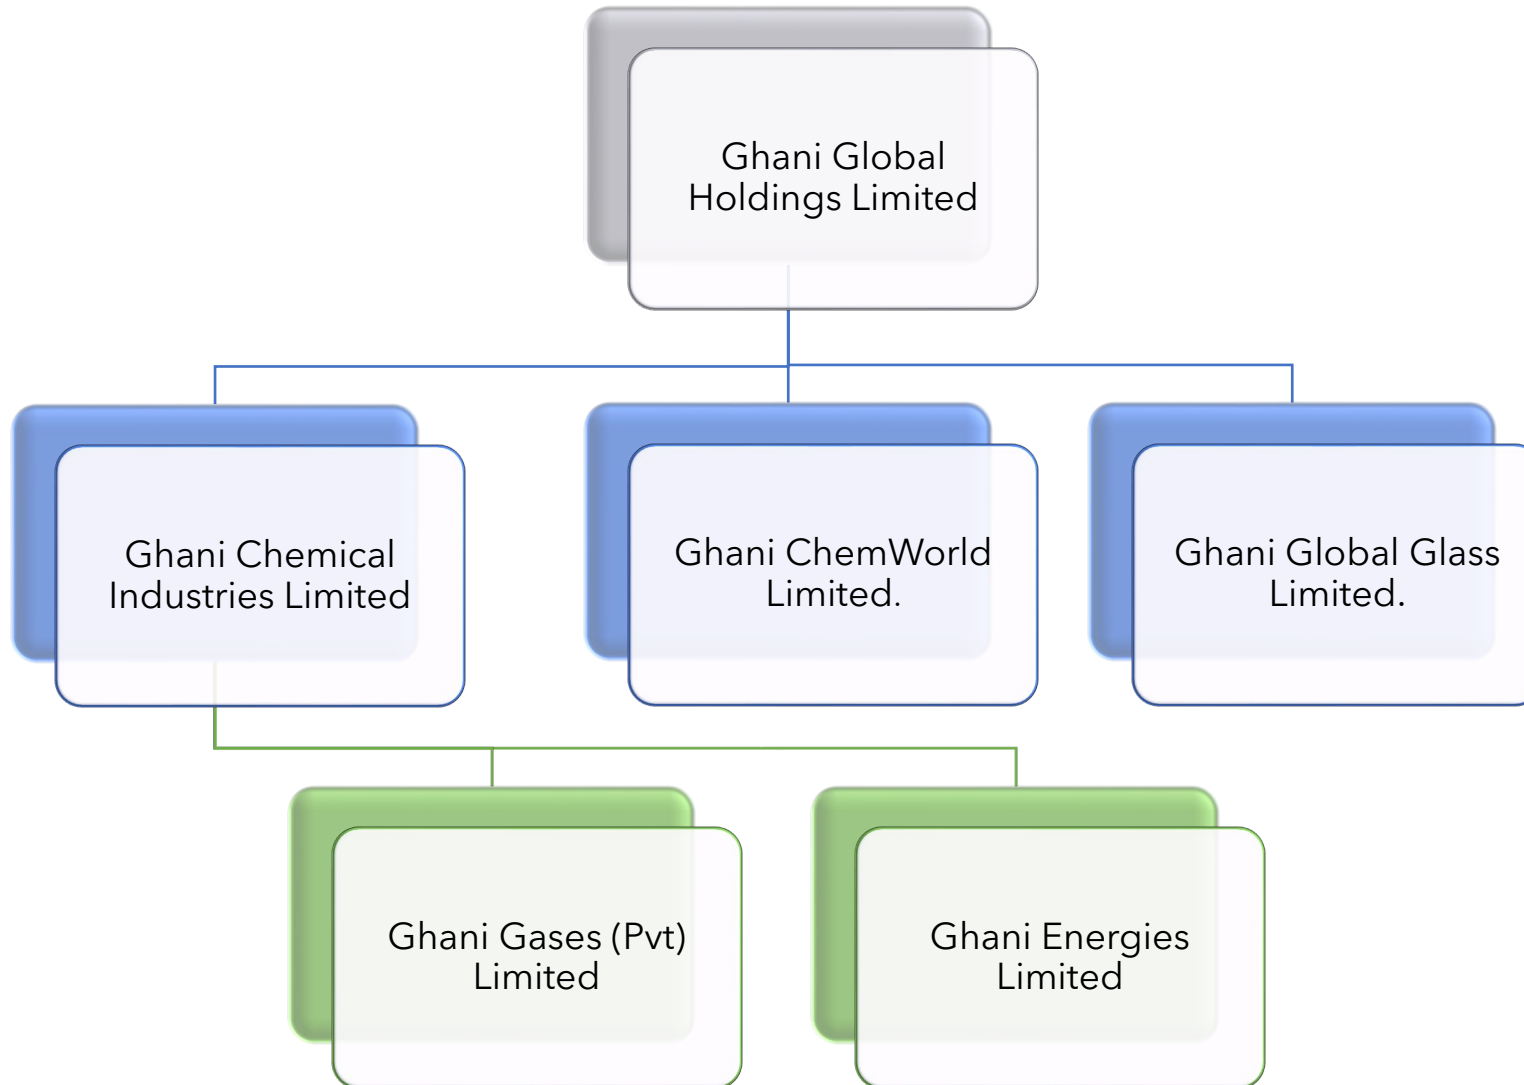 Ghani Global
Holdings Limited
Ghani Chemical
Industries Limited
Ghani ChemWorld
Limited.
Ghani Global Glass
Limited.
Ghani Gases (Pvt)
Limited
Ghani Energies
Limited